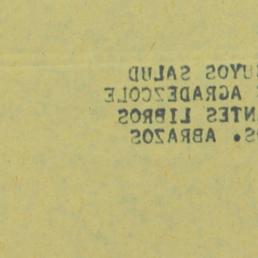 UYOS SALUD
AGRADEZCOLE
NTES LIBROS
S. ABRAZOS